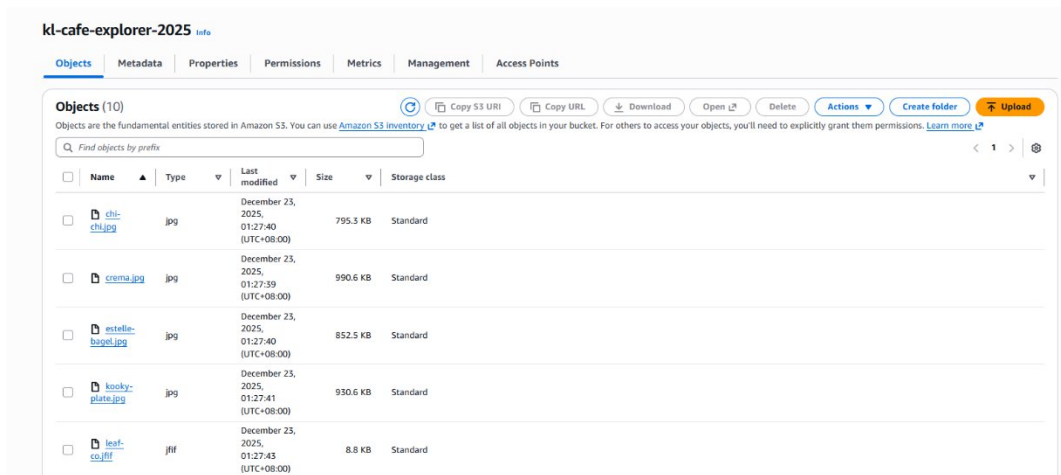 kl-cafe-explorer-2025 Info
Objects Metadata Properties Permissions Metrics Management Access Points
Objects (10) Copy S3 URI Copy URL Download Open Delete Actions Create folder Upload
Objects are the fundamental entities stored in Amazon S3. You can use Amazon S3 inventory to get a list of all objects in your bucket. For others to access your objects, you'll need to explicitly grant them permissions. Learn more
Find objects by prefix 1
Name Type Last modified Size Storage class
chi-chi.jpg jpg December 23, 2025, 01:27:40 (UTC+08:00) 795.3 KB Standard
crema.jpg jpg December 23, 2025, 01:27:39 (UTC+08:00) 990.6 KB Standard
estelle-bagel.jpg jpg December 23, 2025, 01:27:40 (UTC+08:00) 852.5 KB Standard
kooky-plate.jpg jpg December 23, 2025, 01:27:41 (UTC+08:00) 930.6 KB Standard
leaf-co.jfif jfif December 23, 2025, 01:27:43 (UTC+08:00) 8.8 KB Standard